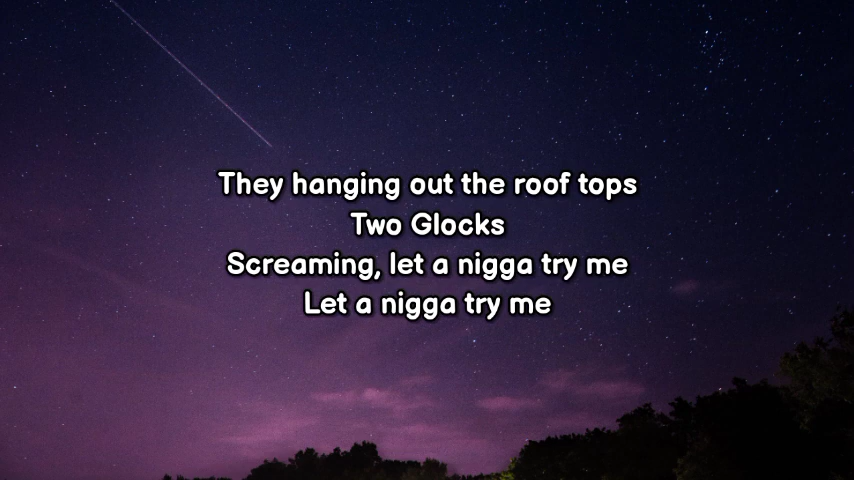 They hanging out the roof tops
Two Glocks
Screaming, let a nigga try me
Let a nigga try me